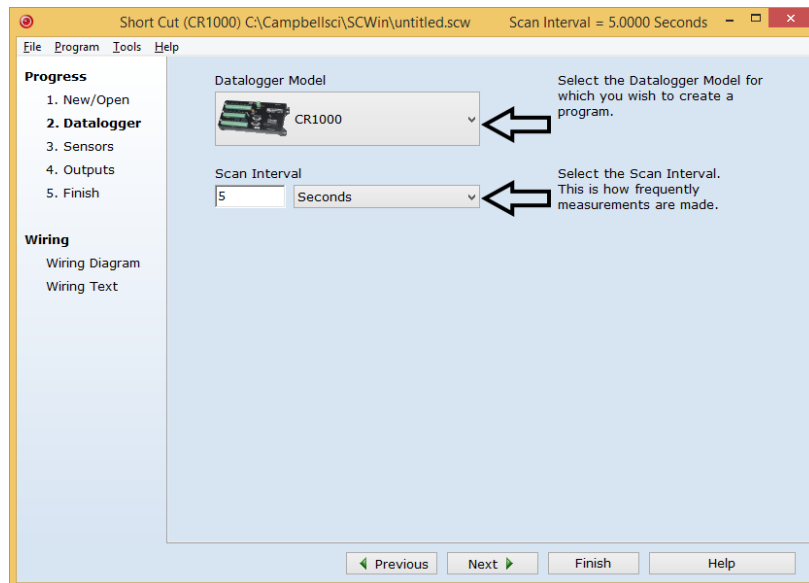 Short Cut (CR1000) C:\Campbellsci\SCWin\untitled.scw Scan Interval = 5.0000 Seconds
File Program Tools Help
Progress
1. New/Open
2. Datalogger
3. Sensors
4. Outputs
5. Finish
Wiring
Wiring Diagram
Wiring Text
Datalogger Model
CR1000
Select the Datalogger Model for
which you wish to create a
program.
Scan Interval
5 Seconds
Select the Scan Interval.
This is how frequently
measurements are made.
Previous Next Finish Help